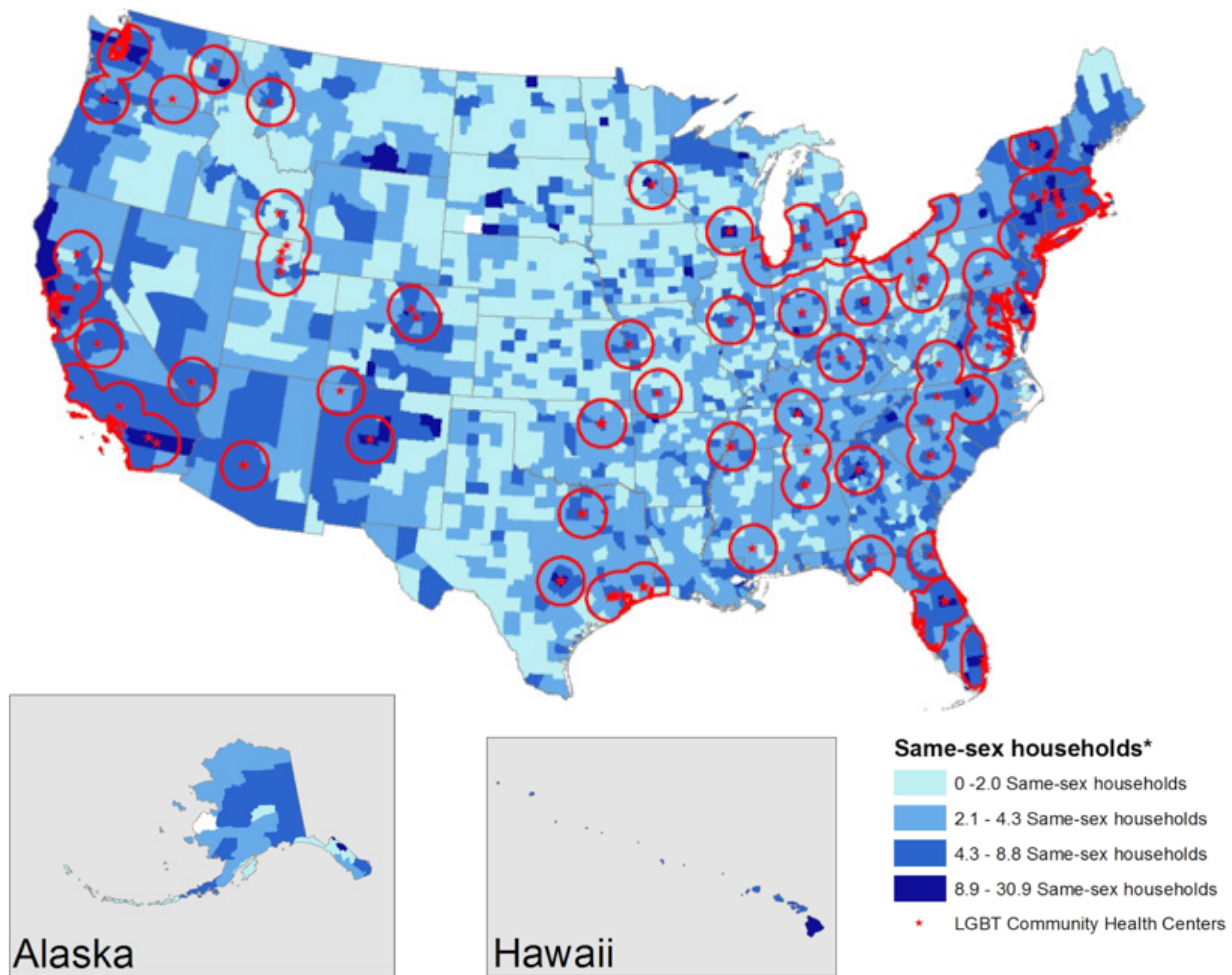 Alaska
Hawaii
Same-sex households*
0 -2.0 Same-sex households
2.1 - 4.3 Same-sex households
4.3 - 8.8 Same-sex households
8.9 - 30.9 Same-sex households
LGBT Community Health Centers